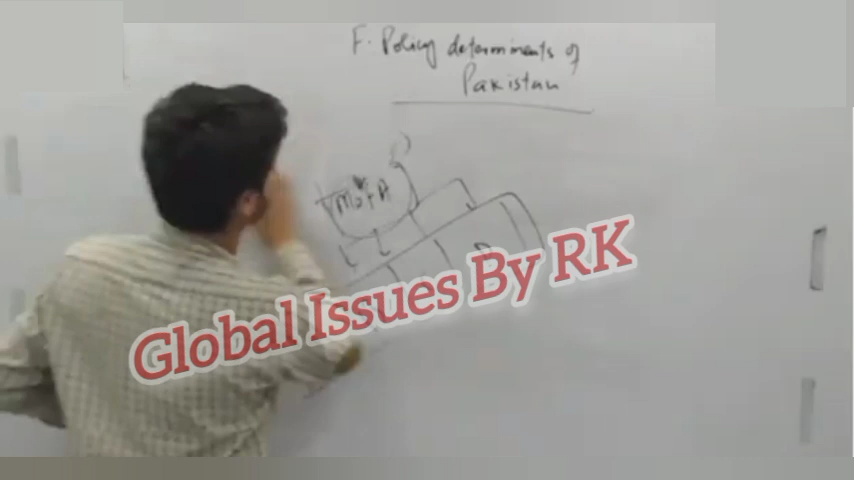 F. Policy determinants of
Pakistan
MoFA
Global Issues By RK